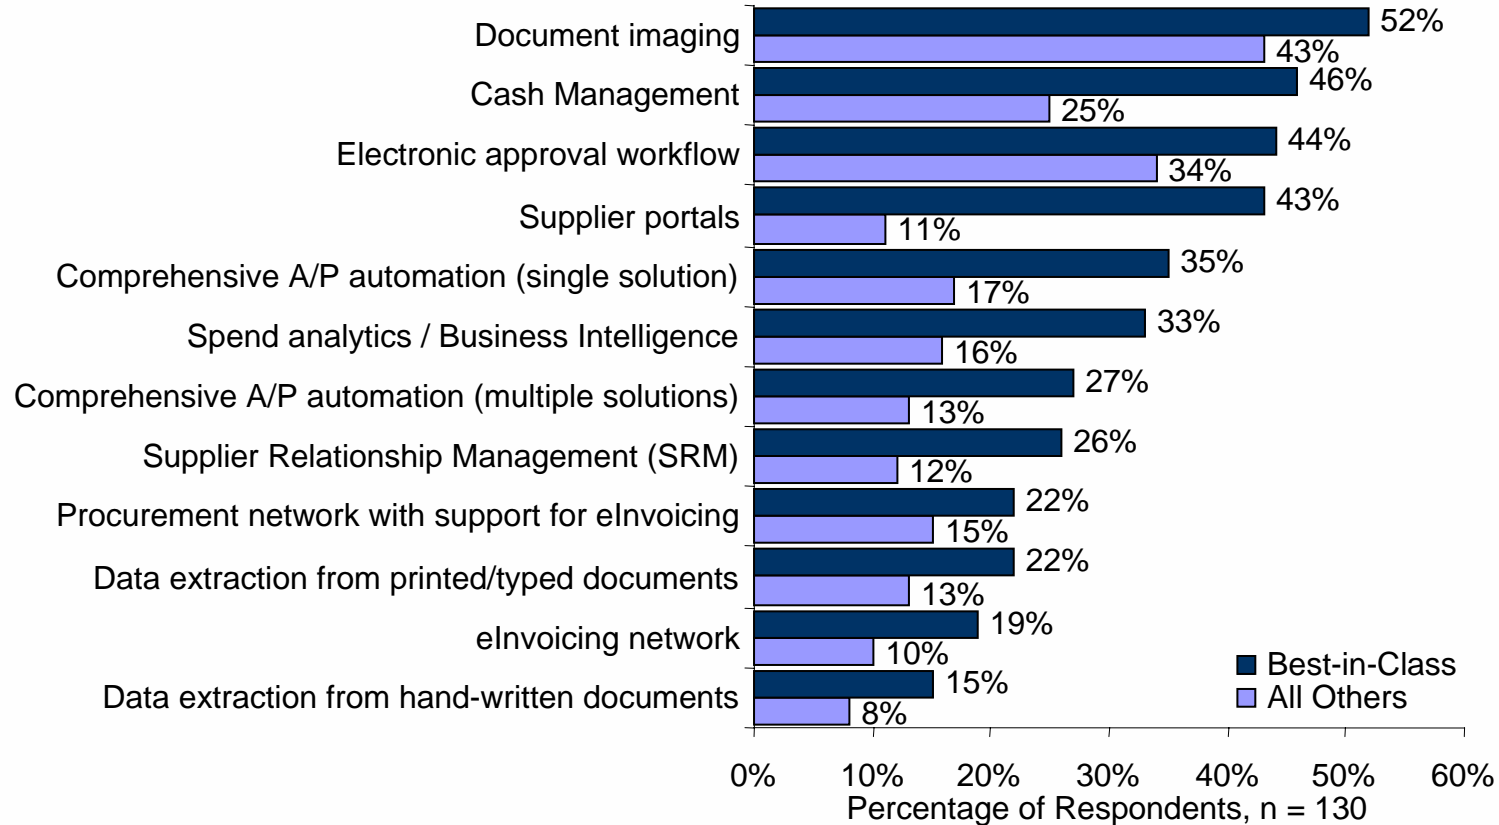 Document imaging
52%
43%
Cash Management
46%
25%
Electronic approval workflow
44%
34%
Supplier portals
43%
11%
Comprehensive A/P automation (single solution)
35%
17%
Spend analytics / Business Intelligence
33%
16%
Comprehensive A/P automation (multiple solutions)
27%
13%
Supplier Relationship Management (SRM)
26%
12%
Procurement network with support for eInvoicing
22%
15%
Data extraction from printed/typed documents
22%
13%
eInvoicing network
19%
10%
Data extraction from hand-written documents
15%
8%
Best-in-Class
All Others
0% 10% 20% 30% 40% 50% 60%
Percentage of Respondents, n = 130